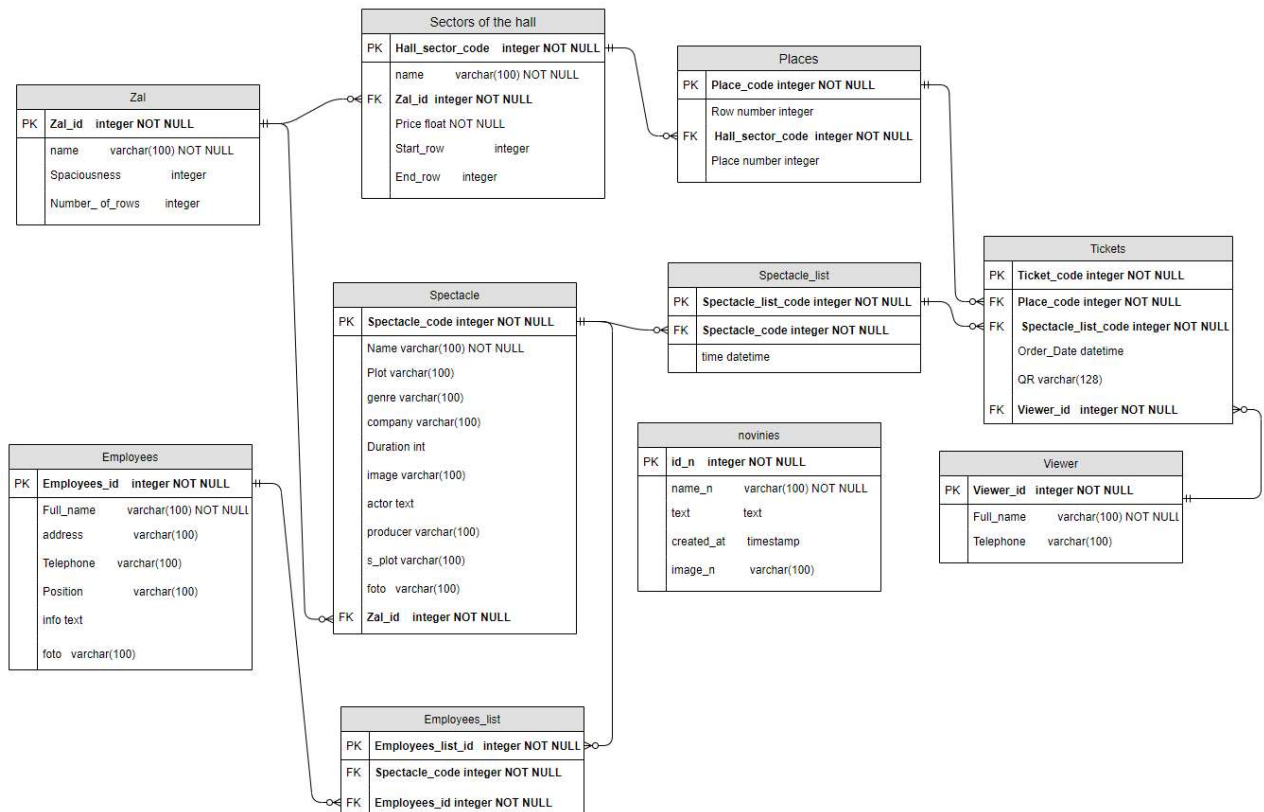 Sectors of the hall
PK Hall_sector_code integer NOT NULL
name varchar(100) NOT NULL
FK Zal_id integer NOT NULL
Price float NOT NULL
Start_row integer
End_row integer
Places
PK Place_code integer NOT NULL
Row number integer
FK Hall_sector_code integer NOT NULL
Place number integer
Zal
PK Zal_id integer NOT NULL
name varchar(100) NOT NULL
Spaciousness integer
Number_ of_rows integer
Tickets
PK Ticket_code integer NOT NULL
FK Place_code integer NOT NULL
FK Spectacle_list_code integer NOT NULL
Order_Date datetime
QR varchar(128)
FK Viewer_id integer NOT NULL
Spectacle_list
PK Spectacle_list_code integer NOT NULL
FK Spectacle_code integer NOT NULL
time datetime
Spectacle
PK Spectacle_code integer NOT NULL
Name varchar(100) NOT NULL
Plot varchar(100)
genre varchar(100)
company varchar(100)
Duration int
image varchar(100)
actor text
producer varchar(100)
s_plot varchar(100)
foto varchar(100)
FK Zal_id integer NOT NULL
novinies
PK id_n integer NOT NULL
name_n varchar(100) NOT NULL
text text
created_at timestamp
image_n varchar(100)
Employees
PK Employees_id integer NOT NULL
Full_name varchar(100) NOT NULL
address varchar(100)
Telephone varchar(100)
Position varchar(100)
info text
foto varchar(100)
Viewer
PK Viewer_id integer NOT NULL
Full_name varchar(100) NOT NULL
Telephone varchar(100)
Employees_list
PK Employees_list_id integer NOT NULL
FK Spectacle_code integer NOT NULL
FK Employees_id integer NOT NULL